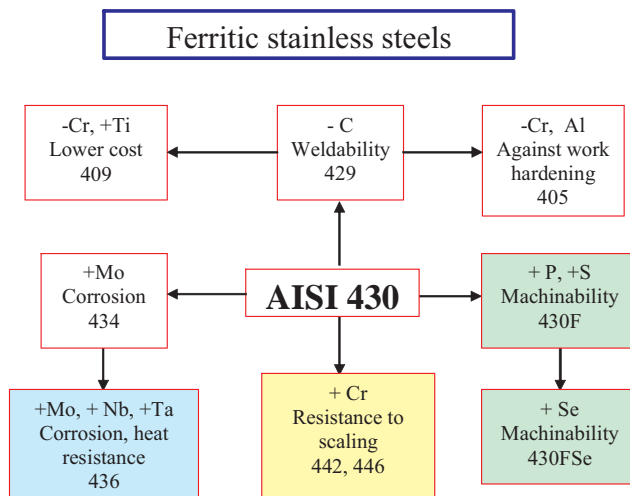 Ferritic stainless steels
-Cr, +Ti
Lower cost
409
- C
Weldability
429
-Cr, Al
Against work
hardening
405
+Mo
Corrosion
434
AISI 430
+ P, +S
Machinability
430F
+Mo, + Nb, +Ta
Corrosion, heat
resistance
436
+ Cr
Resistance to
scaling
442, 446
+ Se
Machinability
430FSe